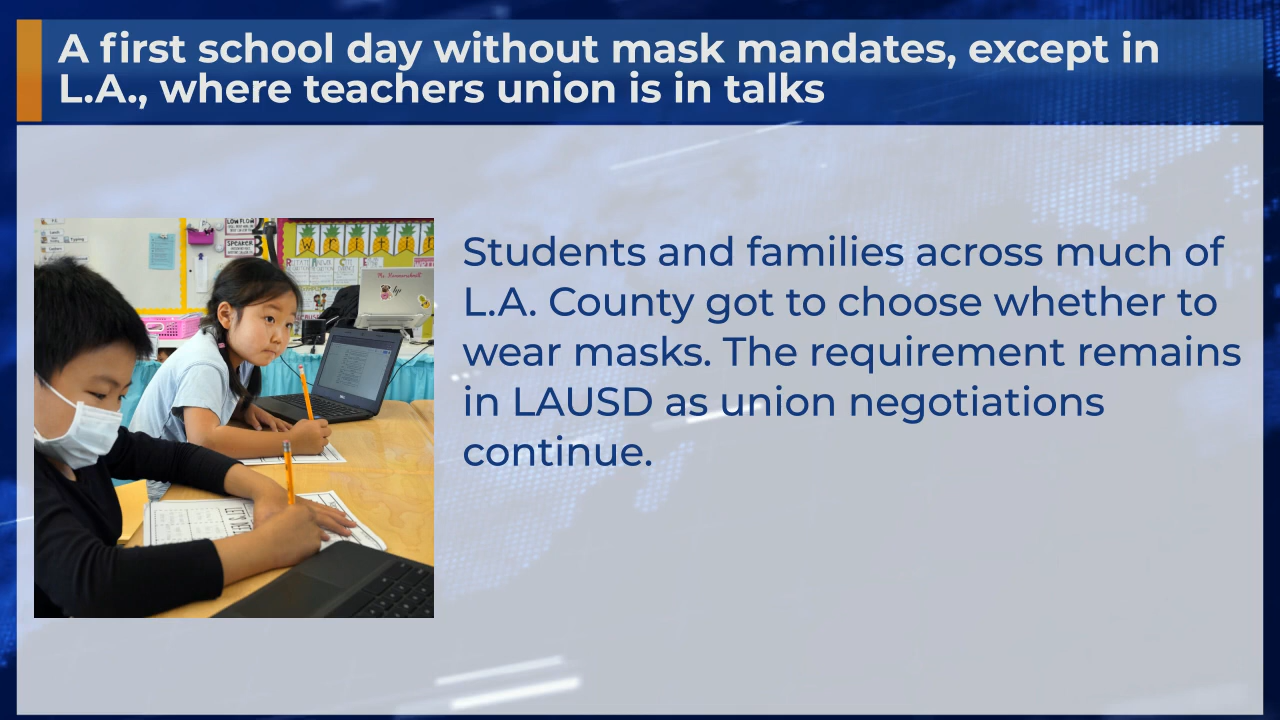 A first school day without mask mandates, except in
L.A., where teachers union is in talks
Students and families across much of
L.A. County got to choose whether to
wear masks. The requirement remains
in LAUSD as union negotiations
continue.